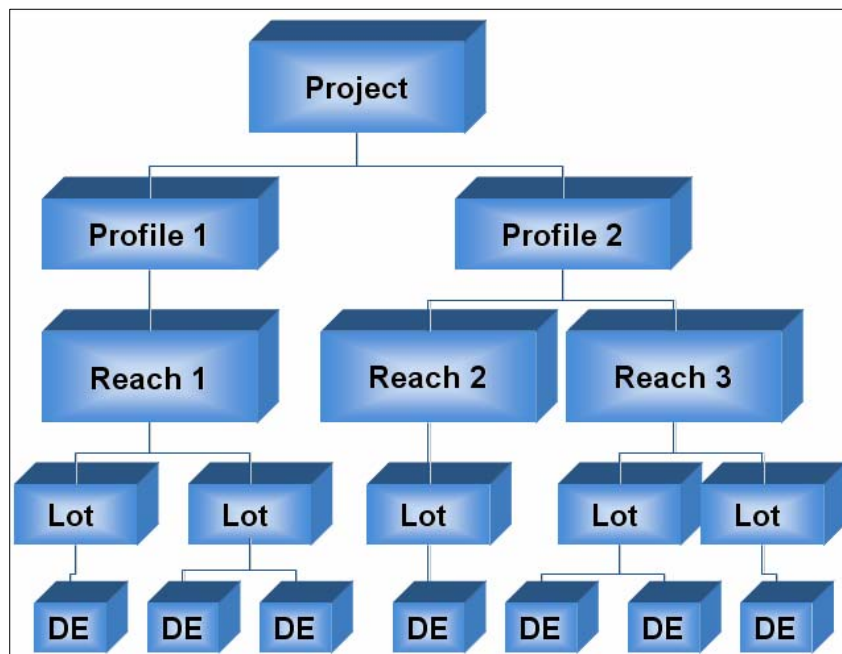 Project
Profile 1
Profile 2
Reach 1
Reach 2
Reach 3
Lot
Lot
Lot
Lot
Lot
DE
DE
DE
DE
DE
DE
DE